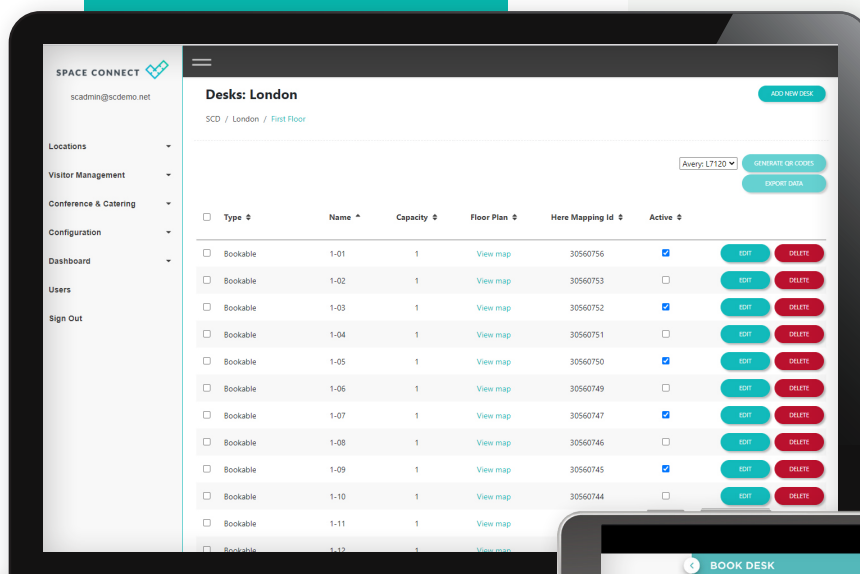 SPACE CONNECT
scadmin@scdemo.net
Locations
Visitor Management
Conference & Catering
Configuration
Dashboard
Users
Sign Out
Desks: London
ADD NEW DESK
SCD / London / First Floor
Avery: L7120
GENERATE QR CODES
EXPORT DATA
Type Name Capacity Floor Plan Here Mapping Id Active
Bookable 1-01 1 View map 30560756 EDIT DELETE
Bookable 1-02 1 View map 30560753 EDIT DELETE
Bookable 1-03 1 View map 30560752 EDIT DELETE
Bookable 1-04 1 View map 30560751 EDIT DELETE
Bookable 1-05 1 View map 30560750 EDIT DELETE
Bookable 1-06 1 View map 30560749 EDIT DELETE
Bookable 1-07 1 View map 30560747 EDIT DELETE
Bookable 1-08 1 View map 30560746 EDIT DELETE
Bookable 1-09 1 View map 30560745 EDIT DELETE
Bookable 1-10 1 View map 30560744 EDIT DELETE
Bookable 1-11 1 View map
Bookable 1-12 1 View map
BOOK DESK